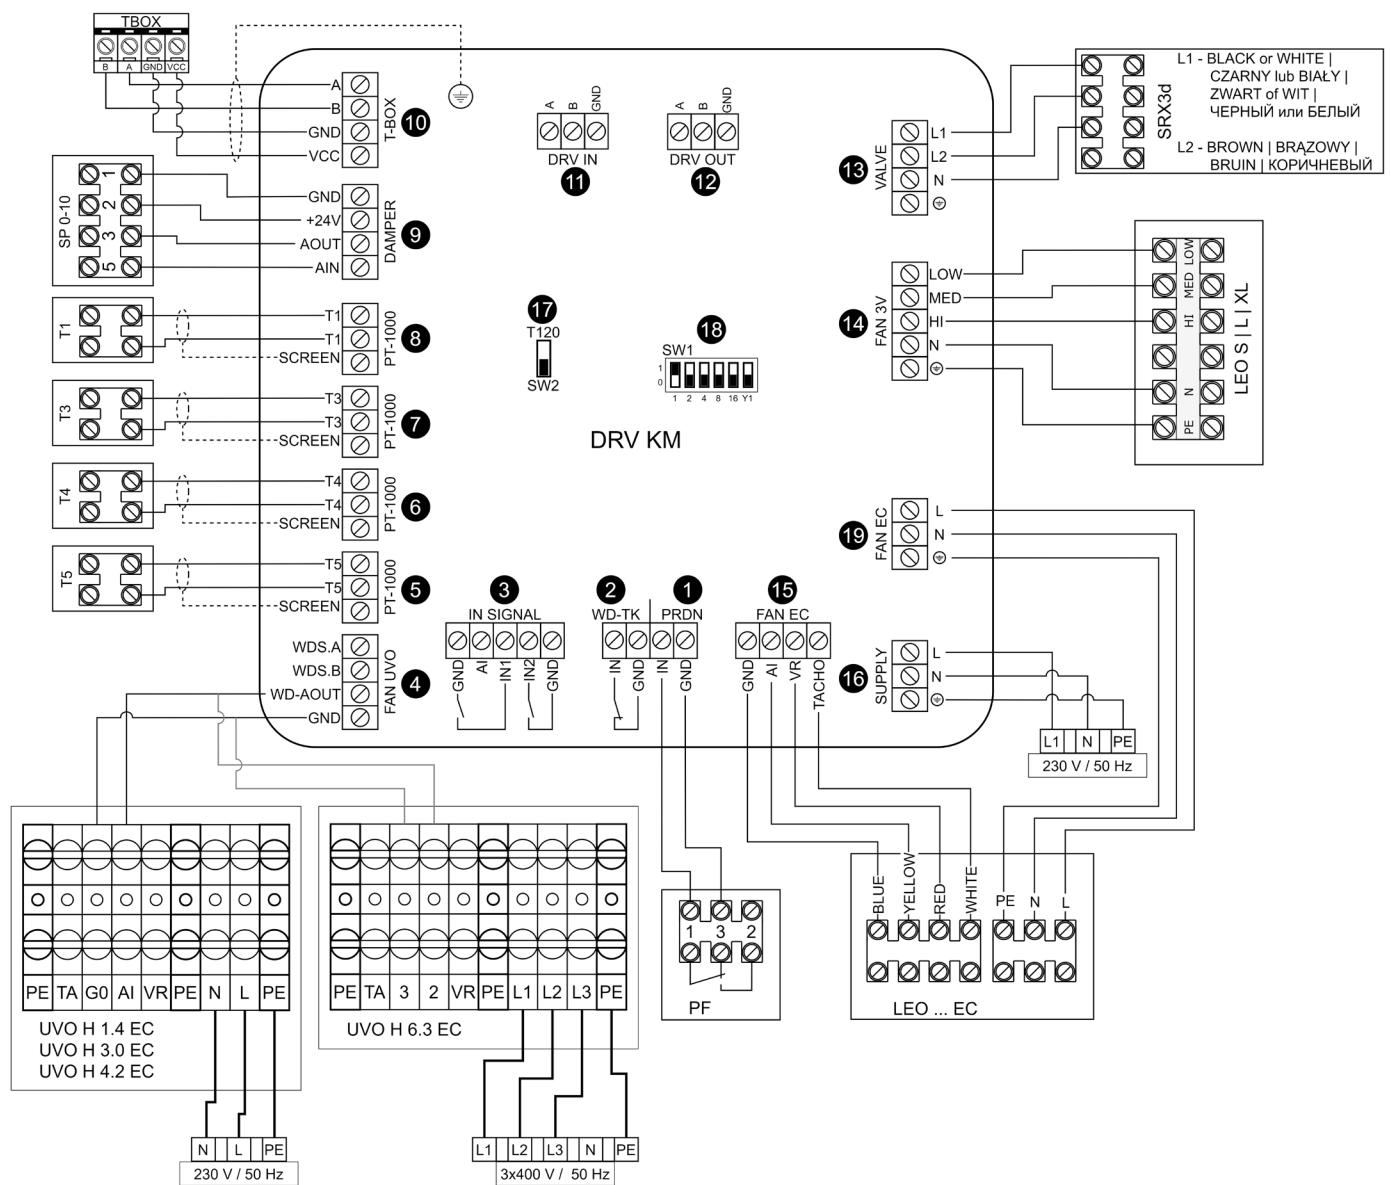 TBOX
B A GND VCC
A
B
GND
VCC
T-BOX
10
SP 0-10
1
2
3
5
GND
+24V
AOUT
AIN
DAMPER
9
T1
T1
T1
SCREEN
PT-1000
8
T3
T3
T3
SCREEN
PT-1000
7
T4
T4
T4
SCREEN
PT-1000
6
T5
T5
T5
SCREEN
PT-1000
5
WDS.A
WDS.B
WD-AOUT
GND
FAN UVO
4
A B GND
DRV IN
11
A B GND
DRV OUT
12
17
T120
SW2
18
SW1
1
0
1 2 4 8 16 Y1
DRV KM
3
IN SIGNAL
GND AI IN1 IN2 GND
2
WD-TK
IN GND
1
PRDN
IN GND
15
FAN EC
GND AI VR TACHO
13
VALVE
L1
L2
N
14
FAN 3V
LOW
MED
HI
N
19
FAN EC
L
N
16
SUPPLY
L
N
L1 N PE
230 V / 50 Hz
SRX3d
L1 - BLACK or WHITE |
CZARNY lub BIAŁY |
ZWART of WIT |
ЧЕРНЫЙ или БЕЛЫЙ
L2 - BROWN | BRĄZOWY |
BRUIN | КОРИЧНЕВЫЙ
LOW
MED
HI
N
PE
LEO S | L | XL
PE TA G0 AI VR PE N L PE
UVO H 1.4 EC
UVO H 3.0 EC
UVO H 4.2 EC
N L PE
230 V / 50 Hz
PE TA 3 2 VR PE L1 L2 L3 PE
UVO H 6.3 EC
L1 L2 L3 N PE
3x400 V / 50 Hz
1 3 2
PF
BLUE YELLOW RED WHITE PE N L
LEO ... EC